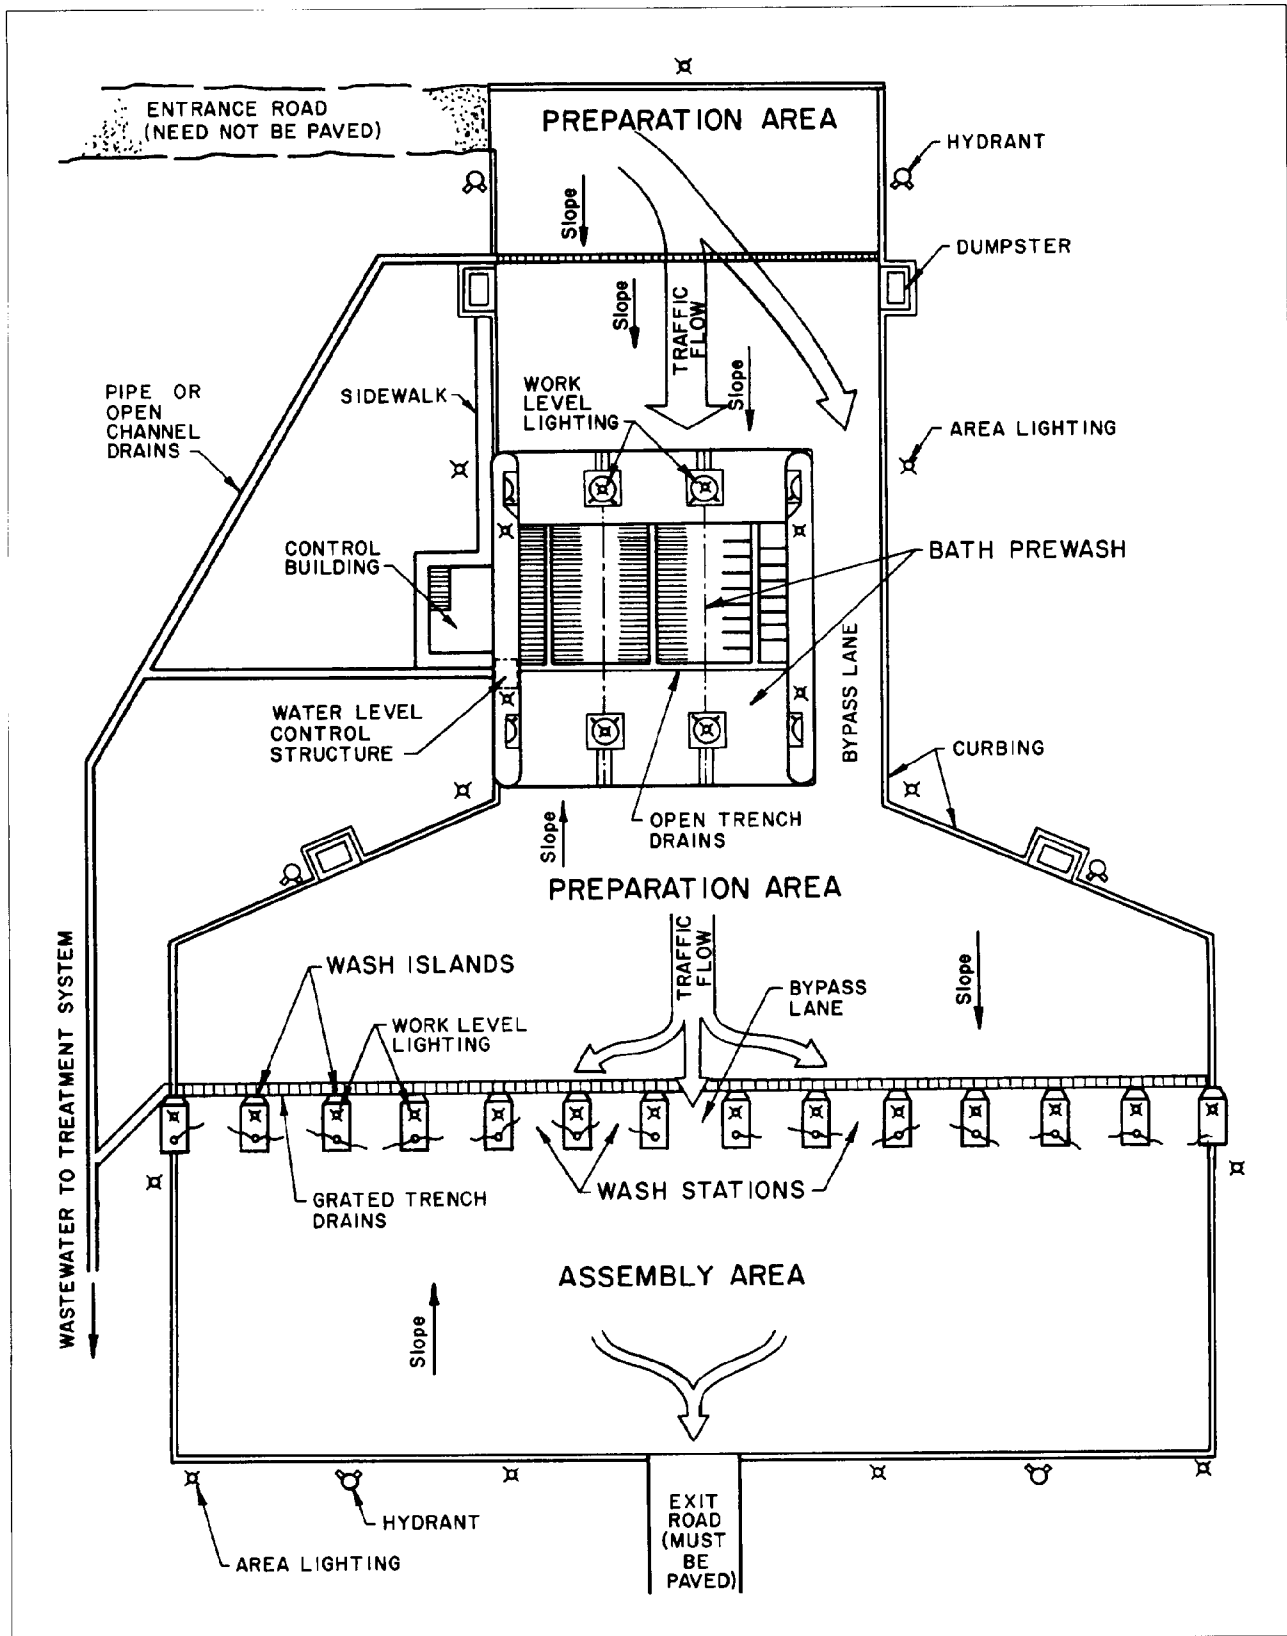 ENTRANCE ROAD
(NEED NOT BE PAVED)
PREPARATION AREA
HYDRANT
Slope
DUMPSTER
Slope
TRAFFIC
FLOW
Slope
PIPE OR
OPEN
CHANNEL
DRAINS
SIDEWALK
WORK
LEVEL
LIGHTING
AREA LIGHTING
CONTROL
BUILDING
BATH PREWASH
BYPASS LANE
WATER LEVEL
CONTROL
STRUCTURE
CURBING
OPEN TRENCH
DRAINS
Slope
PREPARATION AREA
TRAFFIC
FLOW
WASH ISLANDS
BYPASS
LANE
Slope
WORK LEVEL
LIGHTING
WASTEWATER TO TREATMENT SYSTEM
GRATED TRENCH
DRAINS
WASH STATIONS
ASSEMBLY AREA
Slope
EXIT
ROAD
(MUST
BE
PAVED)
HYDRANT
AREA LIGHTING